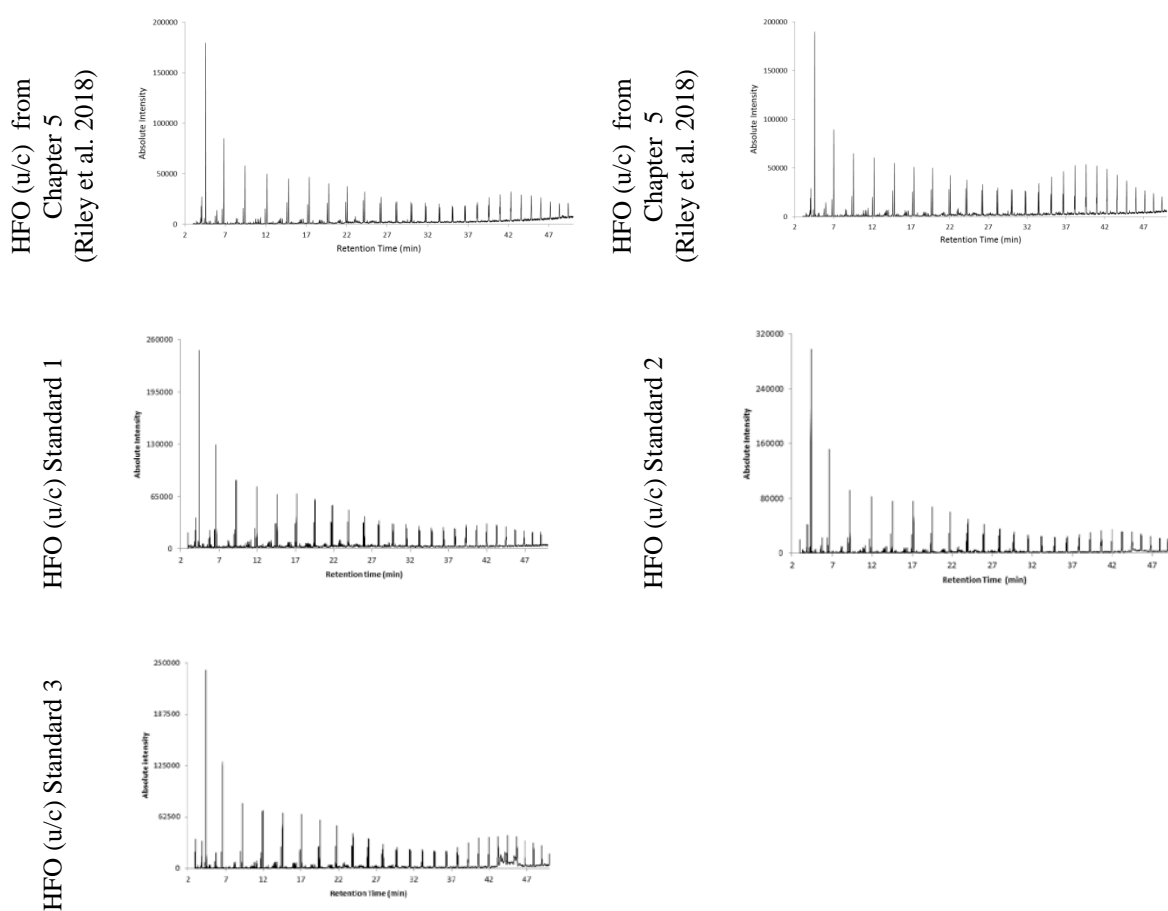 HFO (u/c) from
Chapter 5
(Riley et al. 2018)
200000
150000
100000
50000
0
Absolute Intensity
2 7 12 17 22 27 32 37 42 47
Retention Time (min)
HFO (u/c) from
Chapter 5
(Riley et al. 2018)
200000
150000
100000
50000
0
Absolute Intensity
2 7 12 17 22 27 32 37 42 47
Retention Time (min)
HFO (u/c) Standard 1
260000
195000
130000
65000
0
Absolute Intensity
2 7 12 17 22 27 32 37 42 47
Retention time (min)
HFO (u/c) Standard 2
320000
240000
160000
80000
0
Absolute Intensity
2 7 12 17 22 27 32 37 42 47
Retention Time (min)
HFO (u/c) Standard 3
250000
187500
125000
62500
0
Absolute intensity
2 7 12 17 22 27 32 37 42 47
Retention Time (min)